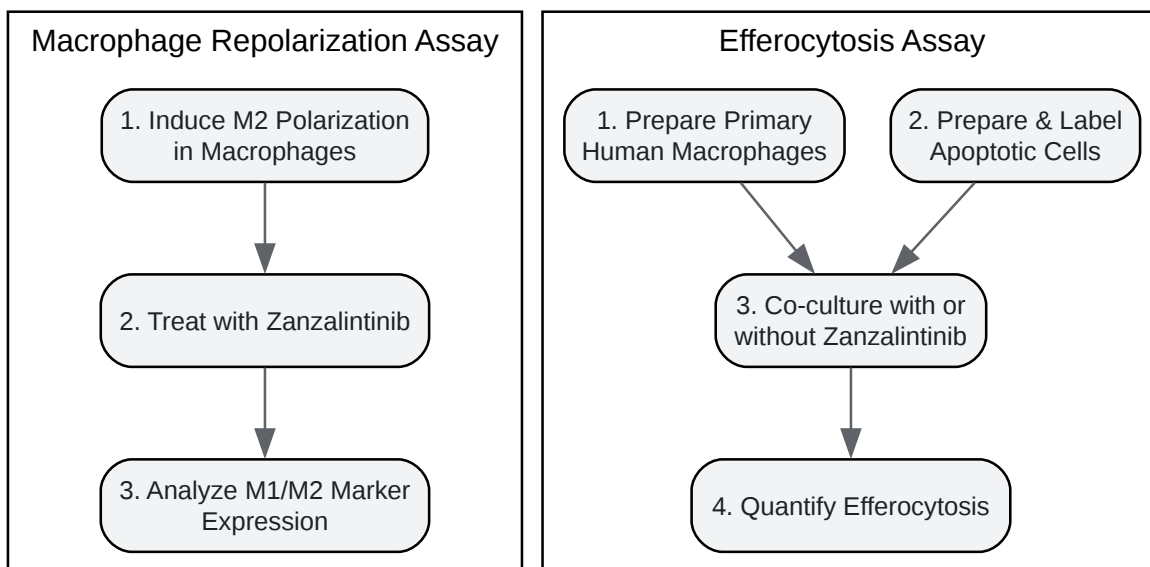 Macrophage Repolarization Assay
1. Induce M2 Polarization
in Macrophages
2. Treat with Zanzalintinib
3. Analyze M1/M2 Marker
Expression
Efferocytosis Assay
1. Prepare Primary
Human Macrophages
2. Prepare & Label
Apoptotic Cells
3. Co-culture with or
without Zanzalintinib
4. Quantify Efferocytosis